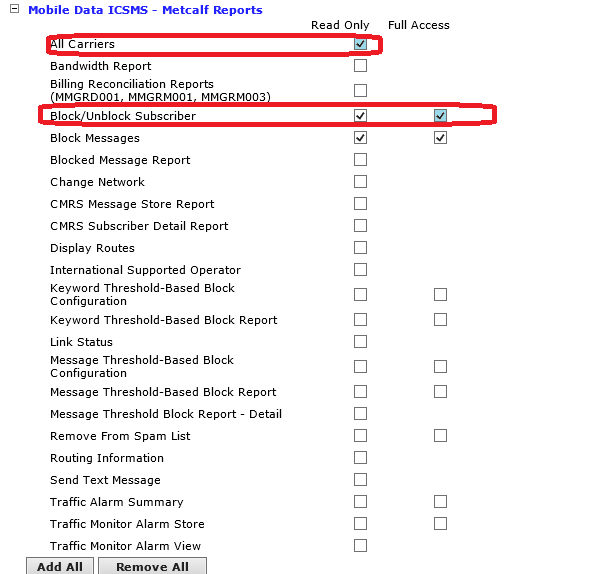 Mobile Data ICSMS - Metcalf Reports
Read Only Full Access
All Carriers
Bandwidth Report
Billing Reconciliation Reports
(MMGRD001, MMGRM001, MMGRM003)
Block/Unblock Subscriber
Block Messages
Blocked Message Report
Change Network
CMRS Message Store Report
CMRS Subscriber Detail Report
Display Routes
International Supported Operator
Keyword Threshold-Based Block
Configuration
Keyword Threshold-Based Block Report
Link Status
Message Threshold-Based Block
Configuration
Message Threshold-Based Block Report
Message Threshold Block Report - Detail
Remove From Spam List
Routing Information
Send Text Message
Traffic Alarm Summary
Traffic Monitor Alarm Store
Traffic Monitor Alarm View
Add All Remove All